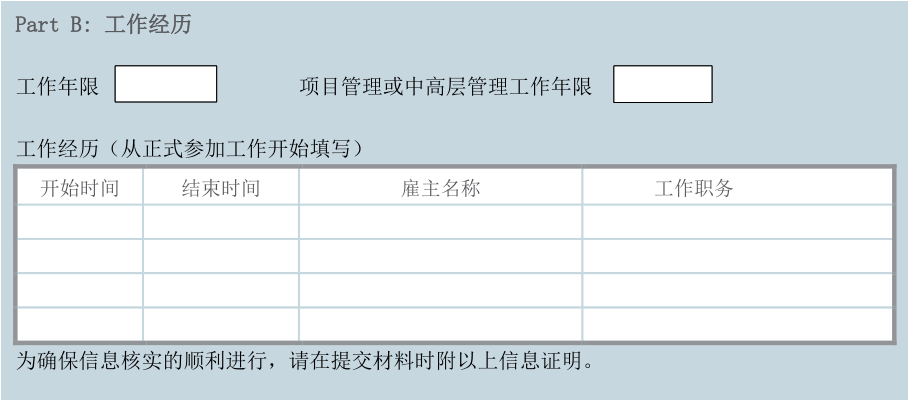 Part B: 工作经历
工作年限 项目管理或中高层管理工作年限
工作经历（从正式参加工作开始填写）
开始时间 结束时间 雇主名称 工作职务
为确保信息核实的顺利进行，请在提交材料时附以上信息证明。